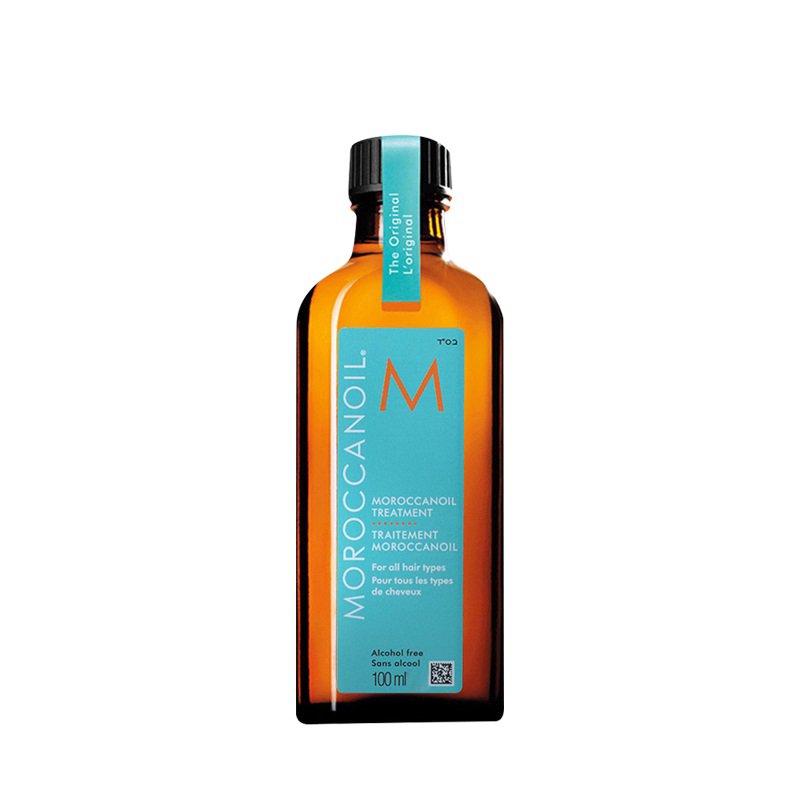 The Original
L'original
בס"ד
M
MOROCCANOIL®
MOROCCANOIL
TREATMENT
TRAITEMENT
MOROCCANOIL
For all hair types
Pour tous les types
de cheveux
Alcohol free
Sans alcool
100 ml